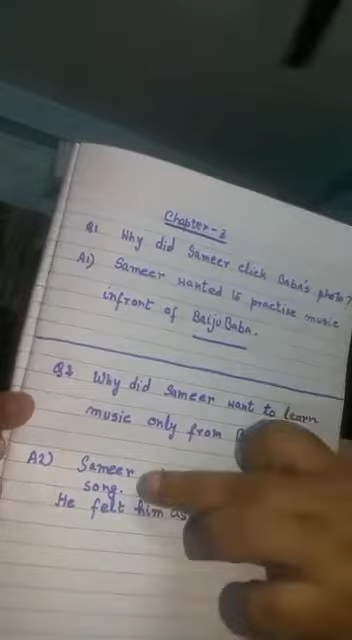 Chapter-2
Q1 Why did Sameer click Baba's photo?
A1) Sameer wanted to practise music
infront of Baiju Baba.
Q2 Why did Sameer want to learn
music only from
A2) Sameer
song.
He felt him as